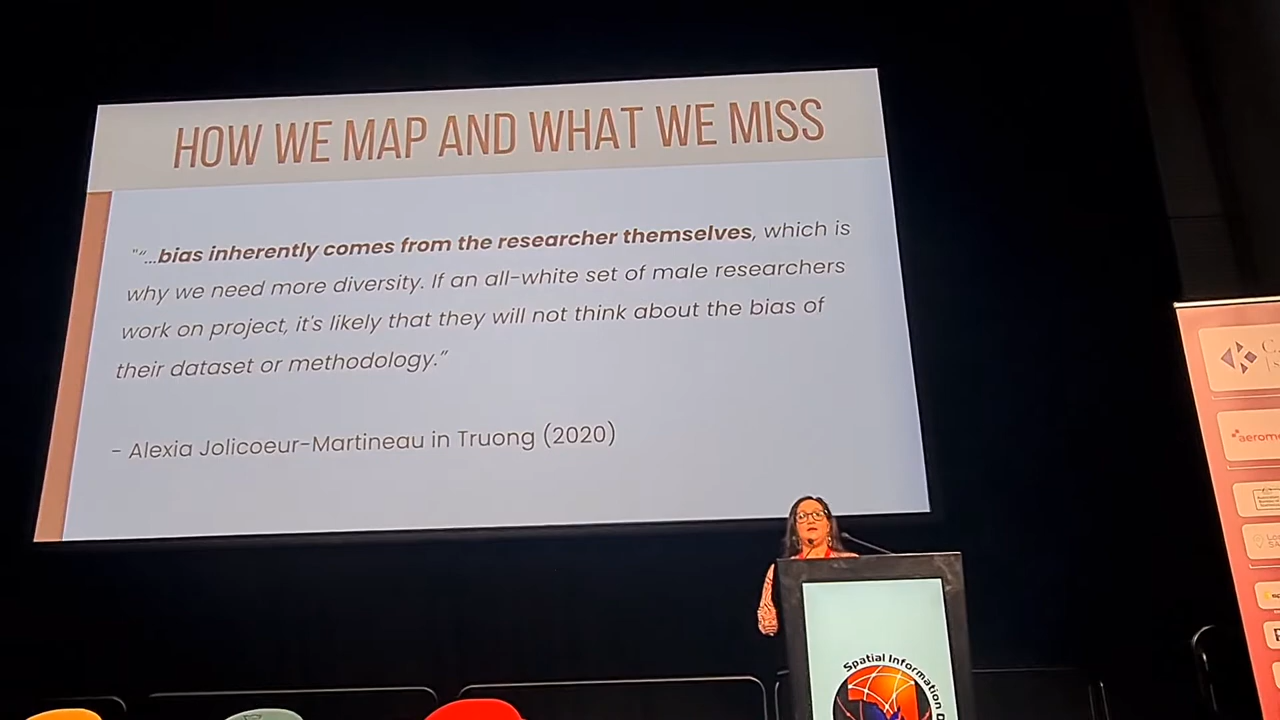 HOW WE MAP AND WHAT WE MISS
"“...bias inherently comes from the researcher themselves, which is
why we need more diversity. If an all-white set of male researchers
work on project, it's likely that they will not think about the bias of
their dataset or methodology.”
- Alexia Jolicoeur-Martineau in Truong (2020)
Spatial Information D
aerom